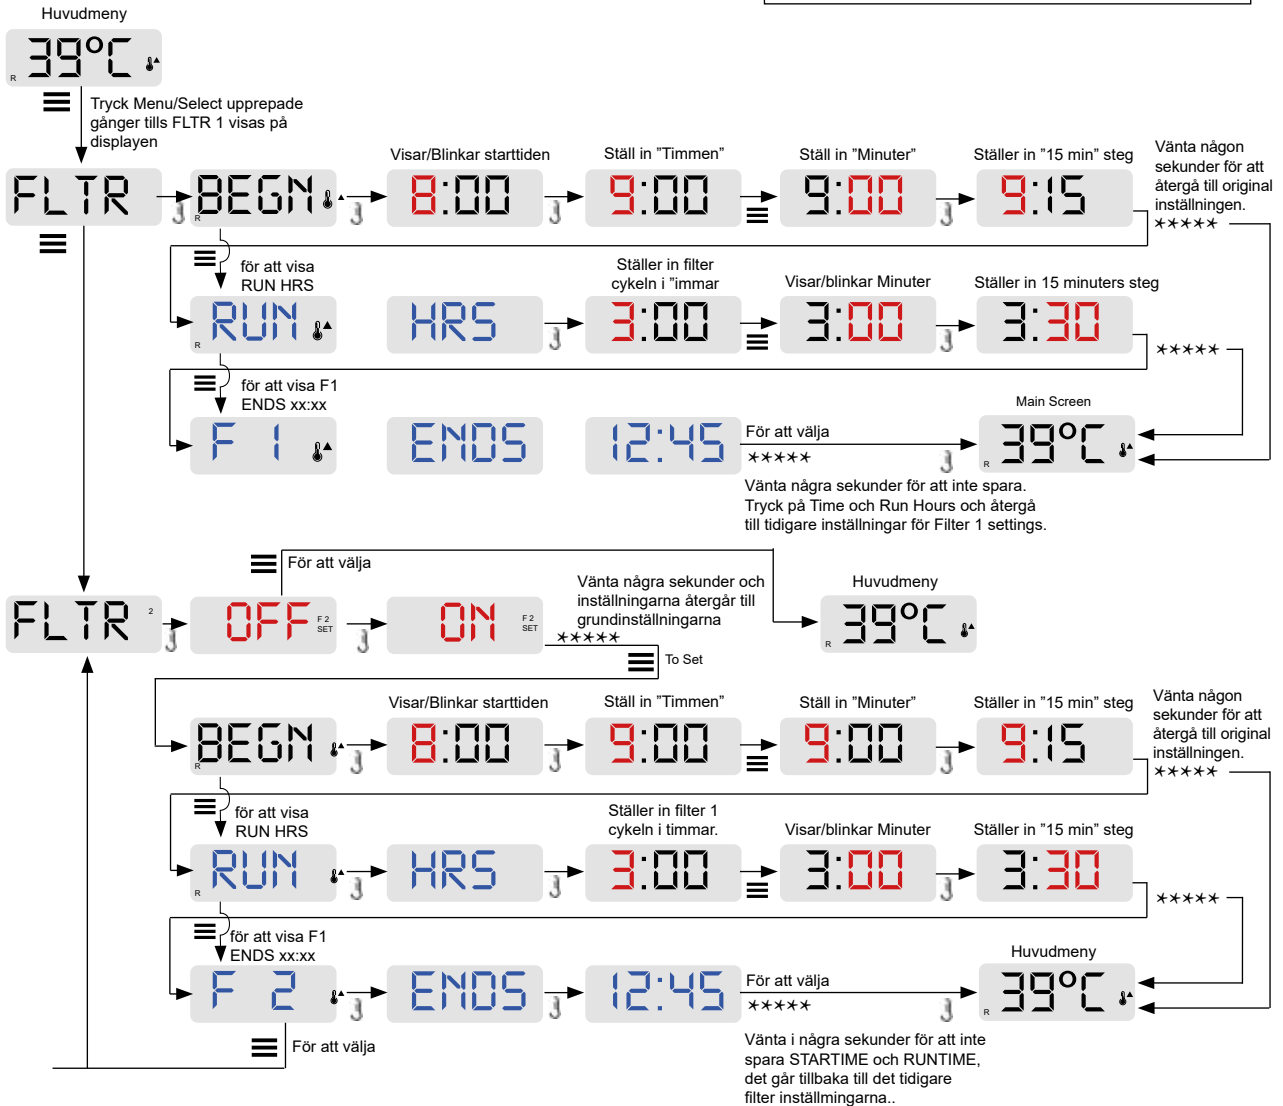 Huvudmeny
39°C
R
Tryck Menu/Select upprepade
gånger tills FLTR 1 visas på
displayen
FLTR
BEGN
R
Visar/Blinkar starttiden
8:00
Ställ in "Timmen"
9:00
Ställ in "Minuter"
9:00
Ställer in "15 min" steg
9:15
Vänta någon
sekunder för att
återgå till original
inställningen.
*****
för att visa
RUN HRS
RUN
R
HRS
Ställer in filter
cykeln i "immar
3:00
Visar/blinkar Minuter
3:00
Ställer in 15 minuters steg
3:30
*****
för att visa F1
ENDS xx:xx
F 1
ENDS
12:45
För att välja
*****
Main Screen
39°C
R
Vänta några sekunder för att inte spara.
Tryck på Time och Run Hours och återgå
till tidigare inställningar för Filter 1 settings.
För att välja
FLTR 2
OFF
F 2
SET
ON
F 2
SET
Vänta några sekunder och
inställningarna återgår till
grundinställningarna
*****
To Set
Huvudmeny
39°C
R
BEGN
R
Visar/Blinkar starttiden
8:00
Ställ in "Timmen"
9:00
Ställ in "Minuter"
9:00
Ställer in "15 min" steg
9:15
Vänta någon
sekunder för att
återgå till original
inställningen.
*****
för att visa
RUN HRS
RUN
R
HRS
Ställer in filter 1
cykeln i timmar.
3:00
Visar/blinkar Minuter
3:00
Ställer in "15 min" steg
3:30
*****
för att visa F1
ENDS xx:xx
F 2
ENDS
12:45
För att välja
*****
Huvudmeny
39°C
R
För att välja
Vänta i några sekunder för att inte
spara STARTIME och RUNTIME,
det går tillbaka till det tidigare
filter inställmingarna..